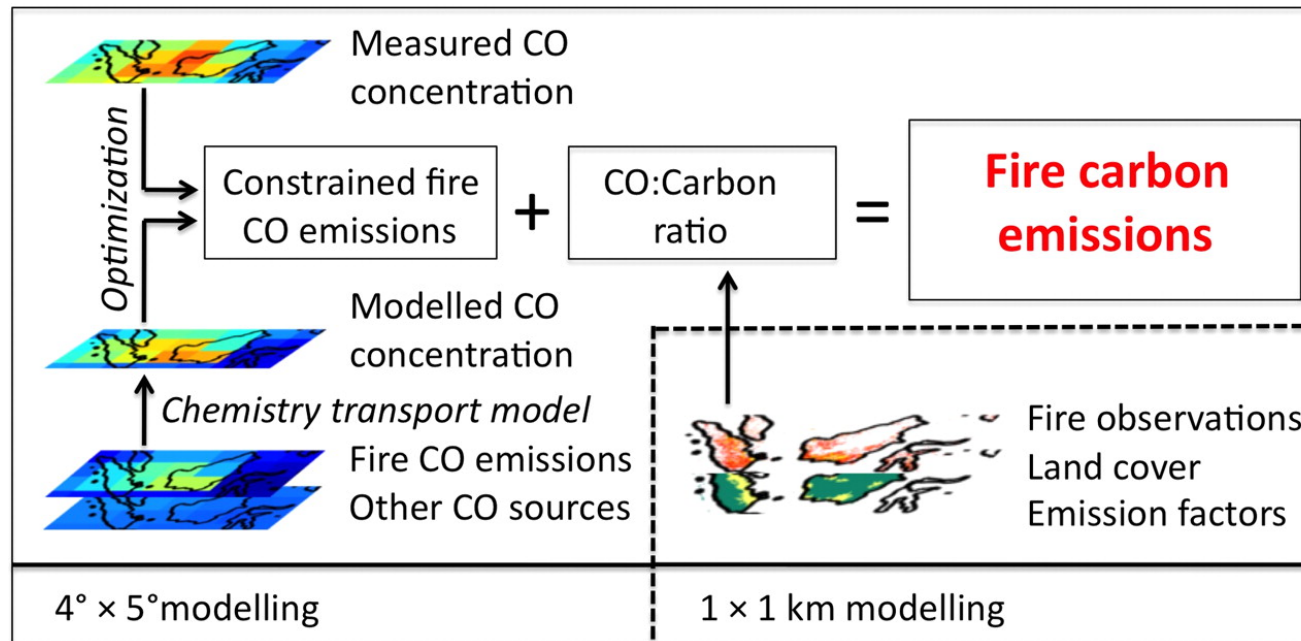 Measured CO
concentration
Optimization
Constrained fire
CO emissions
+
CO:Carbon
ratio
=
Fire carbon
emissions
Modelled CO
concentration
Chemistry transport model
Fire CO emissions
Other CO sources
Fire observations
Land cover
Emission factors
4° × 5°modelling
1 × 1 km modelling